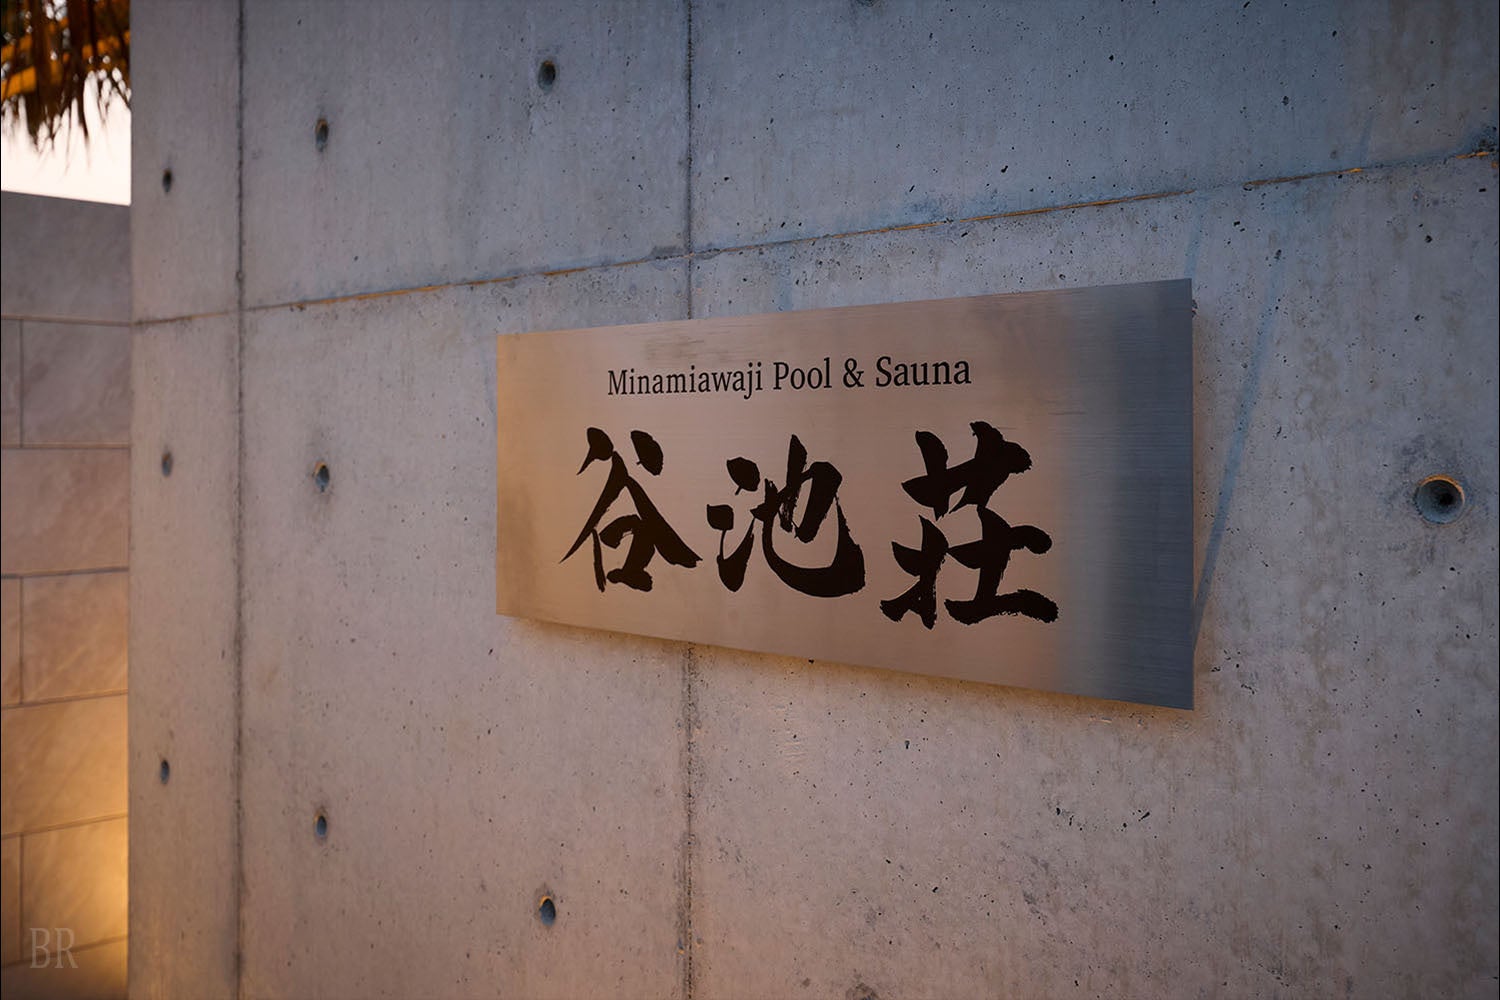 Minamiawaji Pool & Sauna
谷池荘
BR